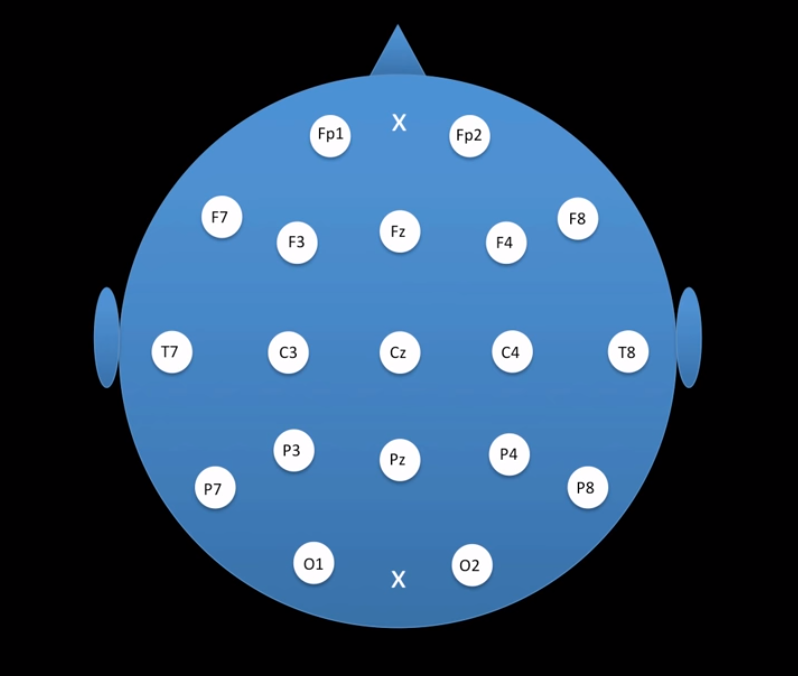 X
Fp1 Fp2
F7 F8
F3 Fz F4
T7 C3 Cz C4 T8
P3 Pz P4
P7 P8
O1 O2
X